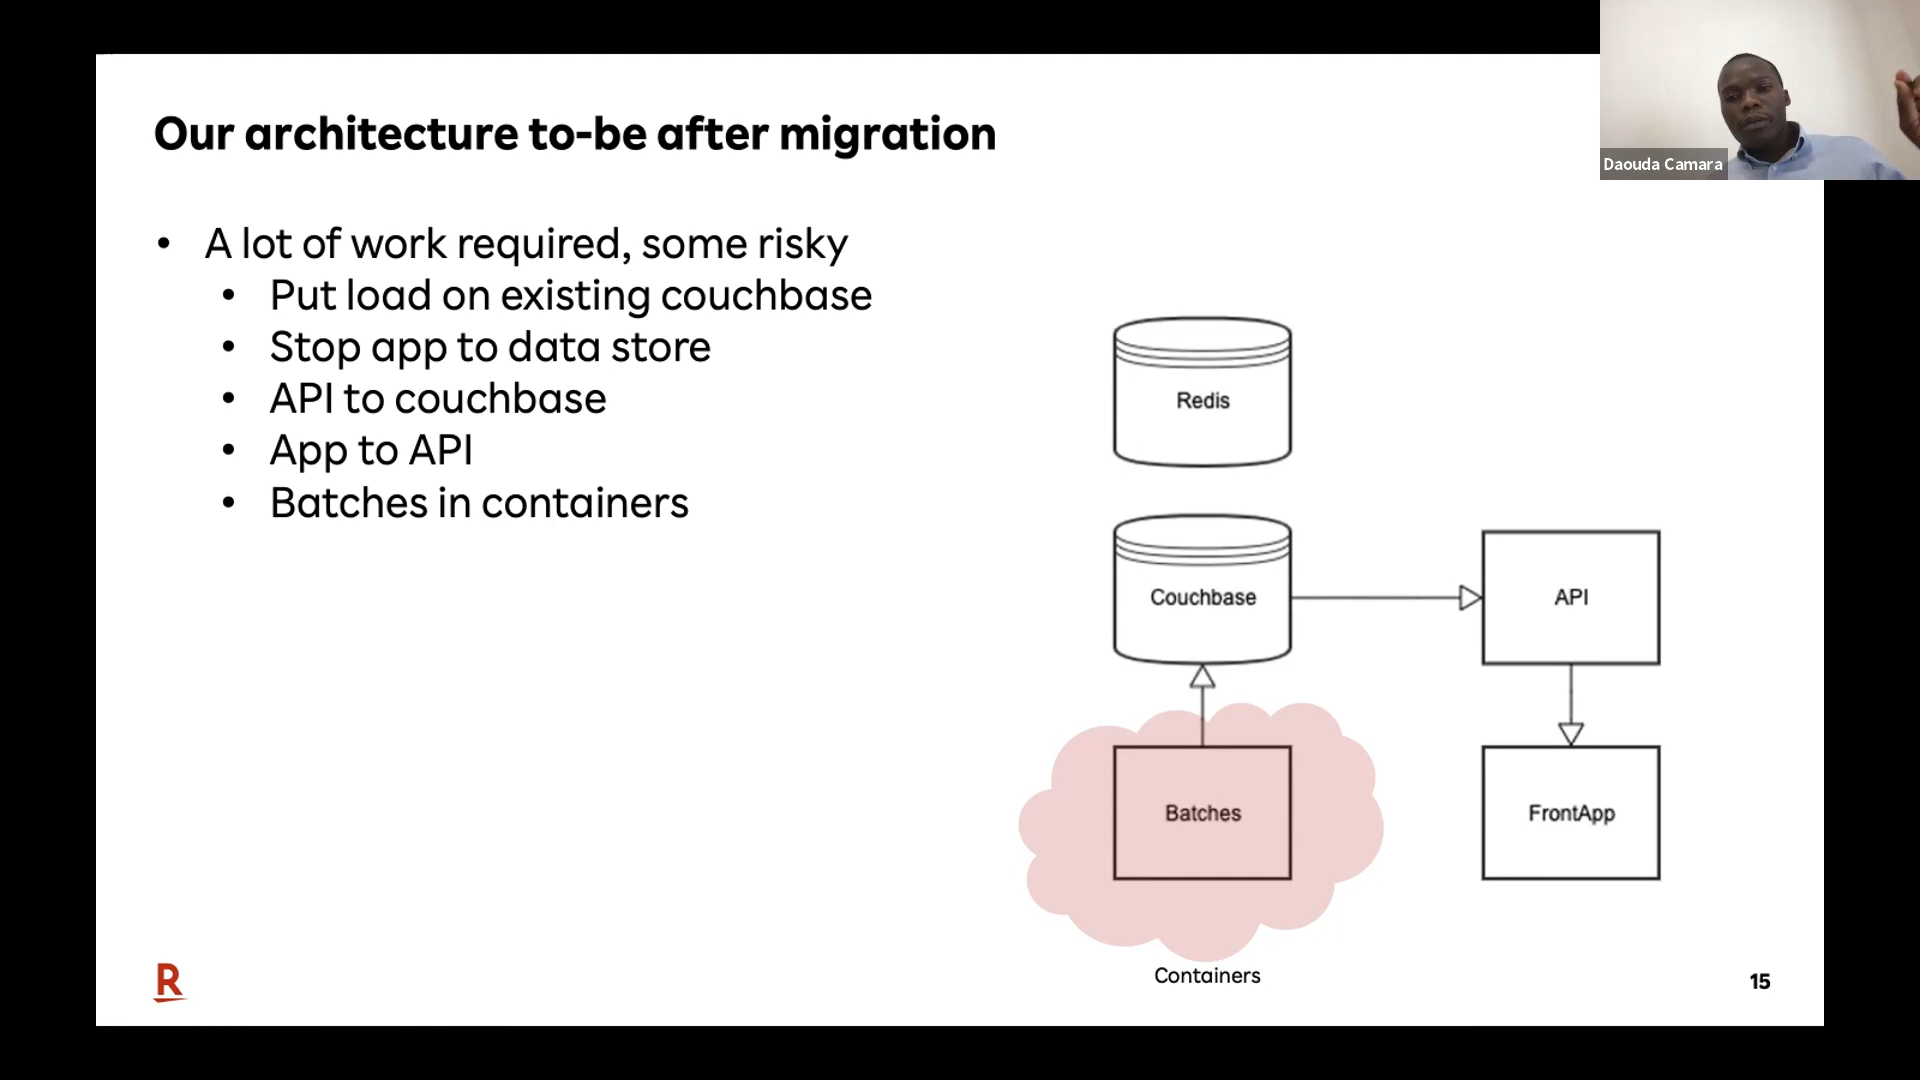 Our architecture to-be after migration
Daouda Camara
• A lot of work required, some risky
• Put load on existing couchbase
• Stop app to data store
• API to couchbase
• App to API
• Batches in containers
Redis
Couchbase
API
Batches
FrontApp
Containers
R
15